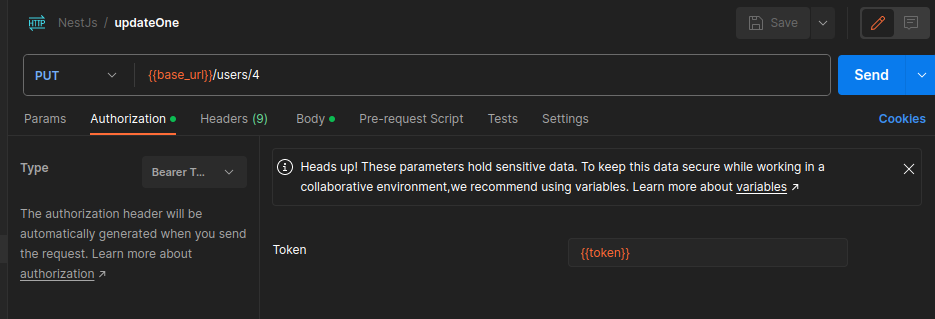 HTTP NestJs / updateOne Save
PUT {{base_url}}/users/4 Send
Params Authorization Headers (9) Body Pre-request Script Tests Settings Cookies
Type Bearer T...
The authorization header will be
automatically generated when you send
the request. Learn more about
authorization ↗
Heads up! These parameters hold sensitive data. To keep this data secure while working in a
collaborative environment,we recommend using variables. Learn more about variables ↗
Token {{token}}